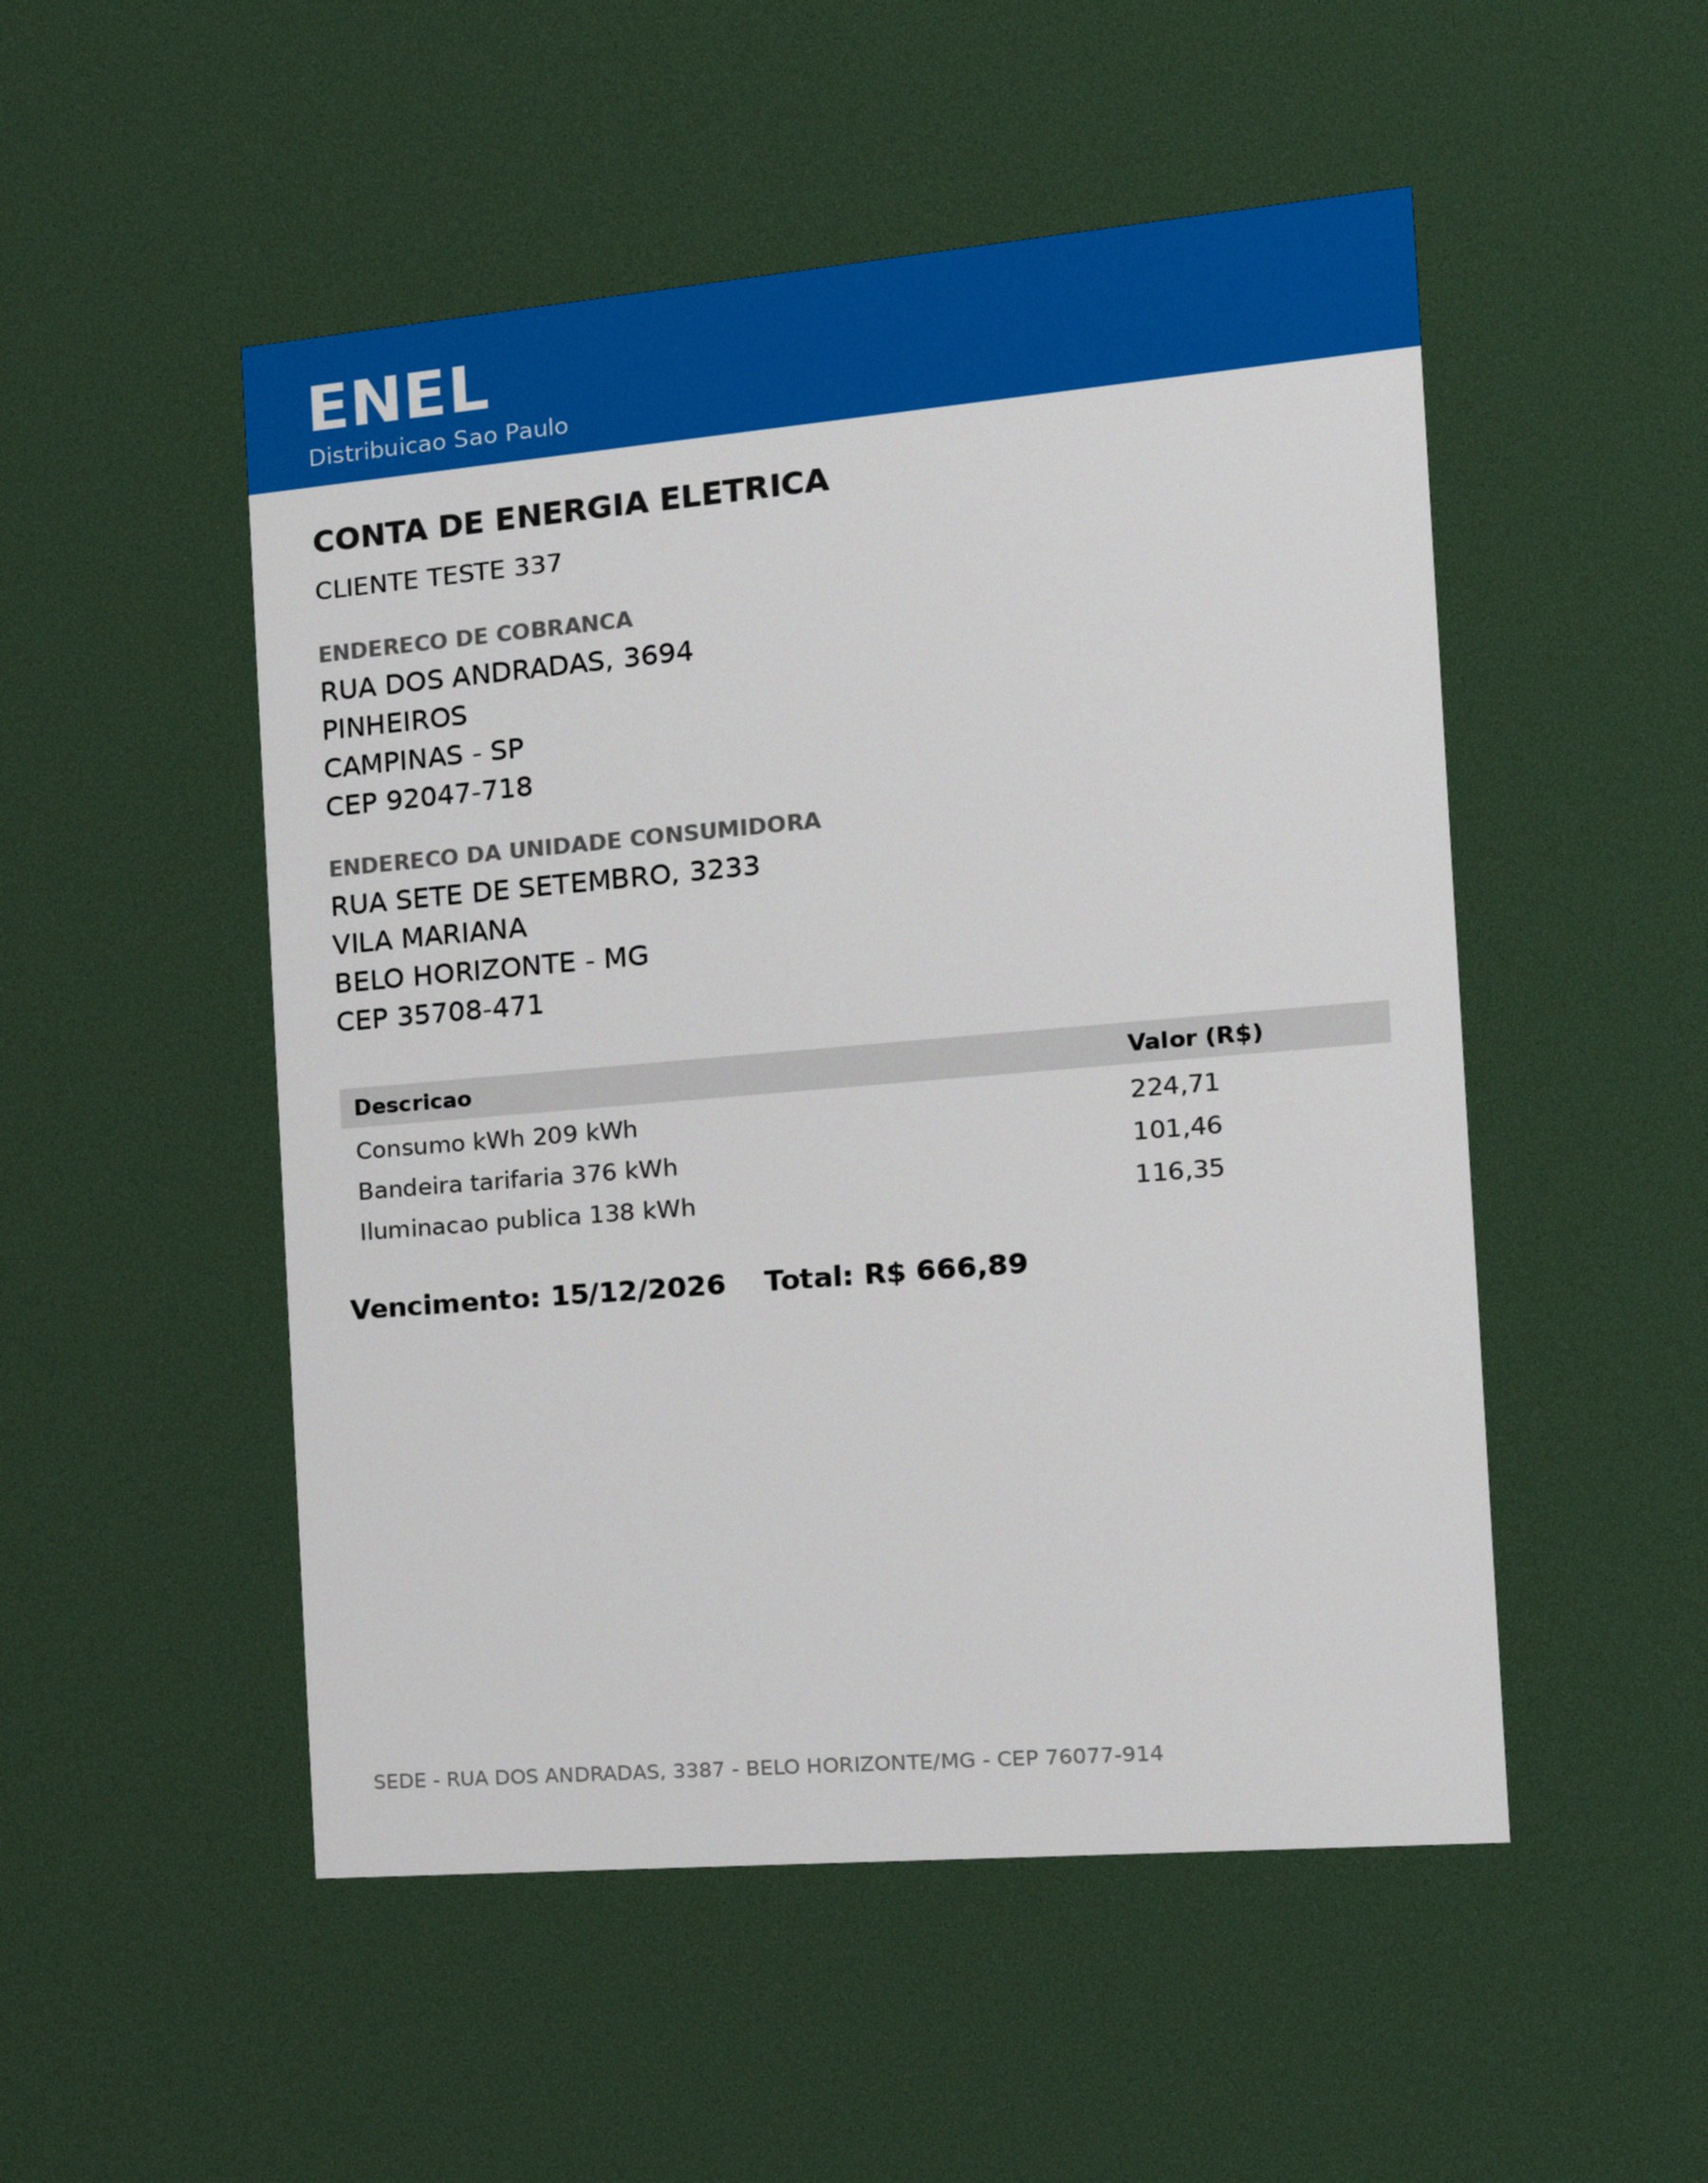 ENEL
Distribuicao Sao Paulo
CONTA DE ENERGIA ELETRICA
CLIENTE TESTE 337
ENDERECO DE COBRANCA
RUA DOS ANDRADAS, 3694
PINHEIROS
CAMPINAS - SP
CEP 92047-718
ENDERECO DA UNIDADE CONSUMIDORA
RUA SETE DE SETEMBRO, 3233
VILA MARIANA
BELO HORIZONTE - MG
CEP 35708-471
Descricao Valor (R$)
Consumo kWh 209 kWh 224,71
Bandeira tarifaria 376 kWh 101,46
Iluminacao publica 138 kWh 116,35
Vencimento: 15/12/2026 Total: R$ 666,89
SEDE - RUA DOS ANDRADAS, 3387 - BELO HORIZONTE/MG - CEP 76077-914